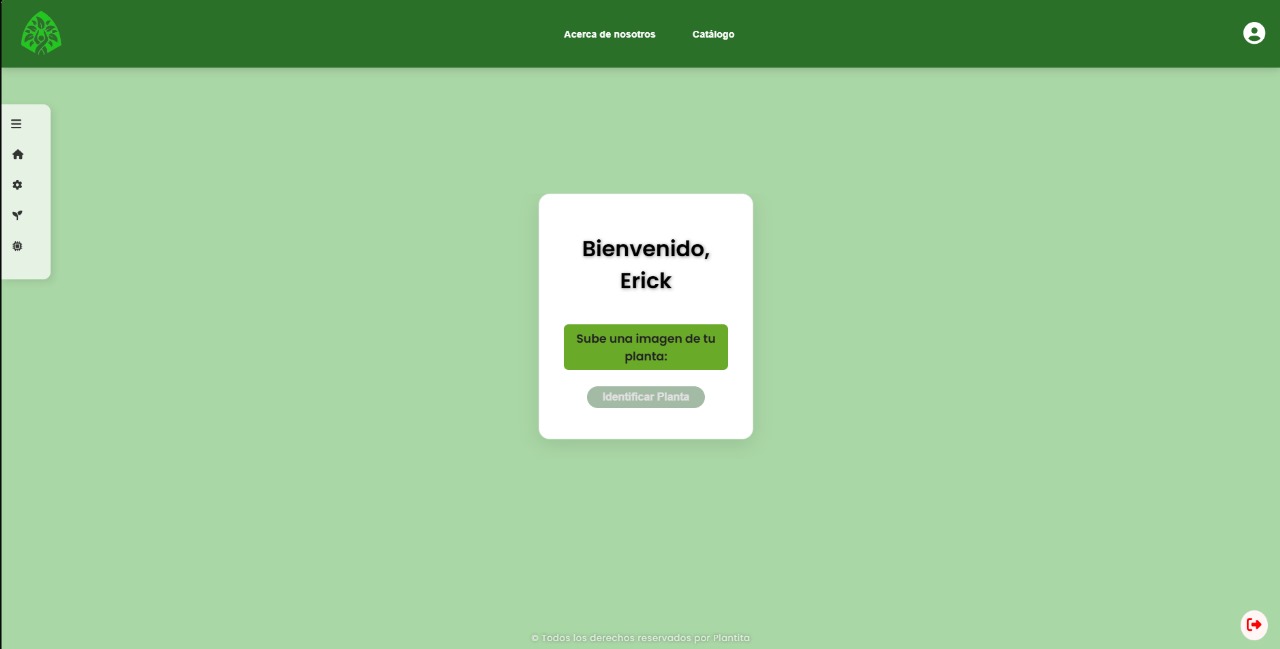 Acerca de nosotros
Catálogo
Bienvenido,
Erick
Sube una imagen de tu
planta:
Identificar Planta
© Todos los derechos reservados por Plantita